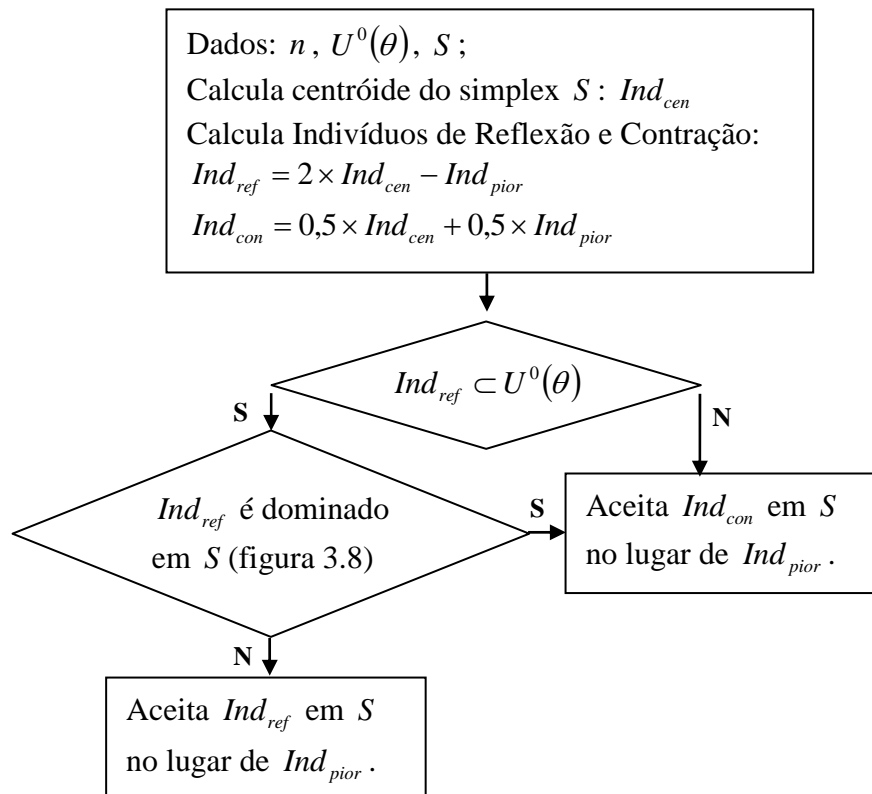 Dados: n , U⁰(θ), S ;
Calcula centróide do simplex S : Ind_cen
Calcula Indivíduos de Reflexão e Contração:
Ind_ref = 2 × Ind_cen − Ind_pior
Ind_con = 0,5 × Ind_cen + 0,5 × Ind_pior
Ind_ref ⊂ U⁰(θ)
S
N
Ind_ref é dominado
em S (figura 3.8)
S
Aceita Ind_con em S
no lugar de Ind_pior .
N
Aceita Ind_ref em S
no lugar de Ind_pior .